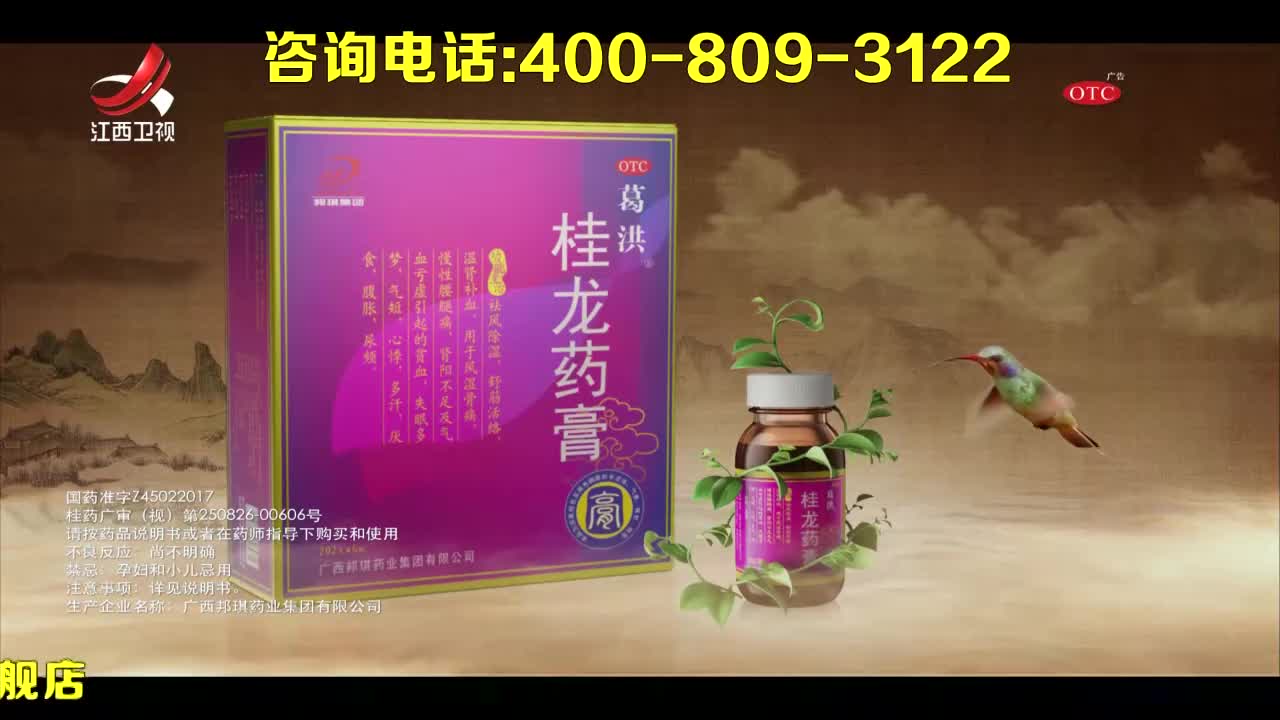 咨询电话:400-809-3122
江西卫视
广告
OTC
邦琪集团
OTC
葛洪
桂龙药膏
祛风除湿，舒筋活络，
温肾补血。用于风湿骨痛，
慢性腰腿痛，肾阳不足及气
血亏虚引起的贫血，失眠多
梦，气短，心悸，多汗，厌
食，腹胀，尿频。
膏
202g×6瓶
广西邦琪药业集团有限公司
葛洪
桂龙药膏
国药准字Z45022017
桂药广审（视）第250826-00606号
请按药品说明书或者在药师指导下购买和使用
不良反应：尚不明确
禁忌：孕妇和小儿忌用
注意事项：详见说明书。
生产企业名称：广西邦琪药业集团有限公司
舰店